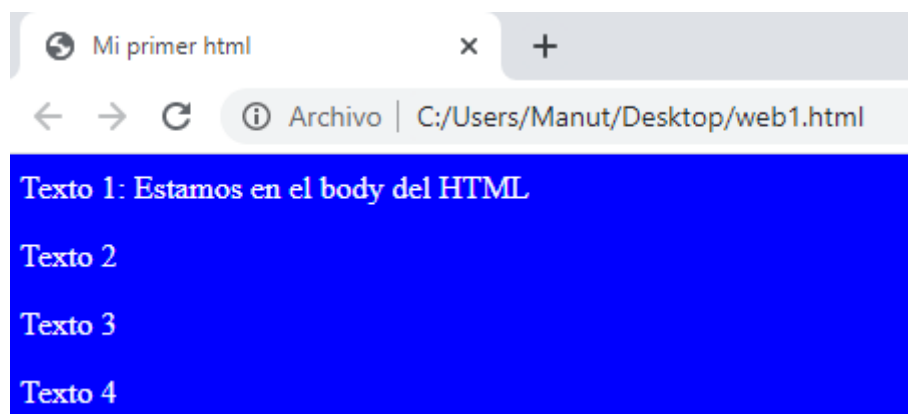 Mi primer html
Archivo | C:/Users/Manut/Desktop/web1.html
Texto 1: Estamos en el body del HTML
Texto 2
Texto 3
Texto 4